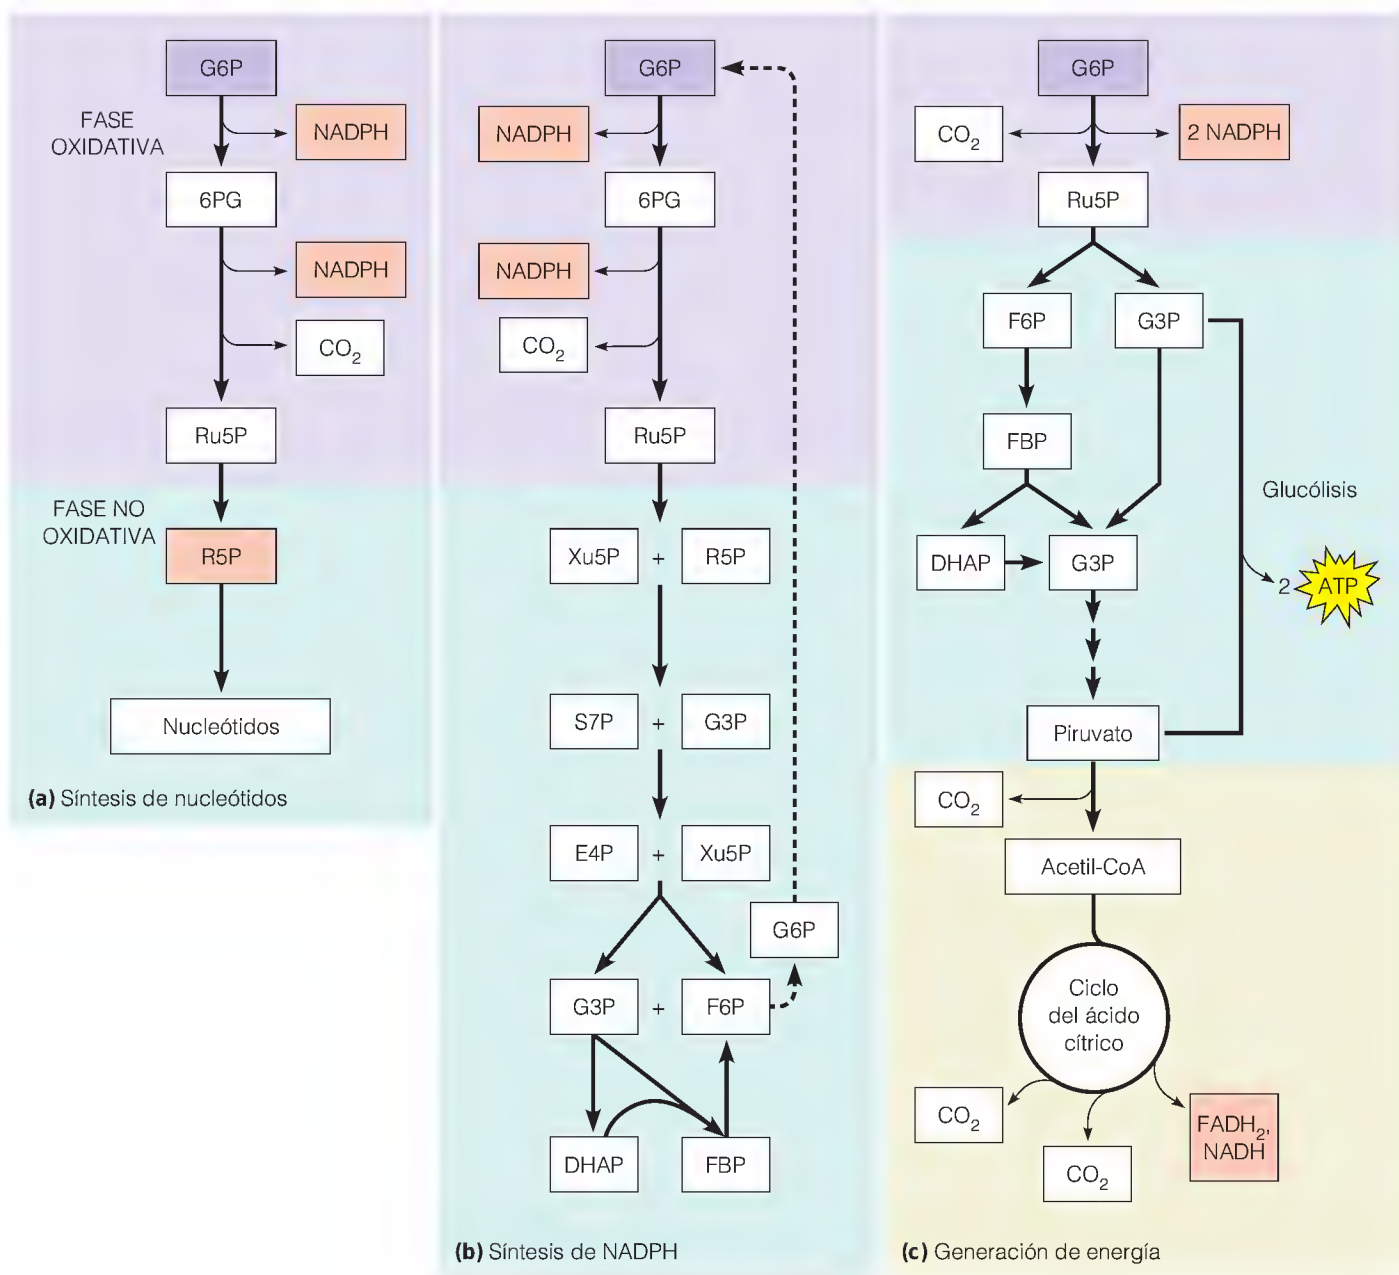 G6P
FASE
OXIDATIVA
NADPH
6PG
NADPH
CO2
Ru5P
FASE NO
OXIDATIVA
R5P
Nucleótidos
(a) Síntesis de nucleótidos
G6P
NADPH
6PG
NADPH
CO2
Ru5P
Xu5P + R5P
S7P + G3P
E4P + Xu5P
G6P
G3P + F6P
DHAP FBP
(b) Síntesis de NADPH
G6P
CO2 2 NADPH
Ru5P
F6P G3P
FBP
Glucólisis
DHAP G3P
2 ATP
Piruvato
CO2
Acetil-CoA
Ciclo
del ácido
cítrico
CO2
FADH2,
NADH
CO2
(c) Generación de energía